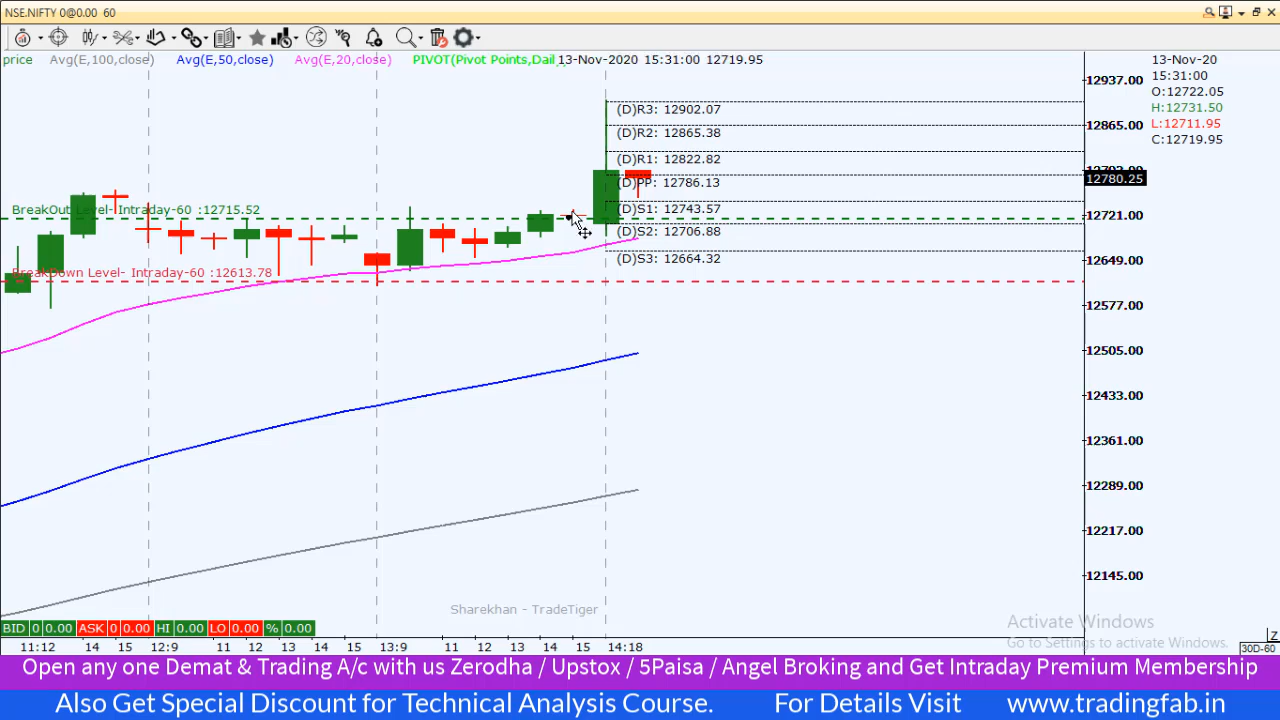 NSE.NIFTY 0@0.00 60
price Avg(E,100,close) Avg(E,50,close) Avg(E,20,close) PIVOT(Pivot Points,Daily 13-Nov-2020 15:31:00 12719.95
13-Nov-20
15:31:00
O:12722.05
H:12731.50
L:12711.95
C:12719.95
12937.00
(D)R3: 12902.07
12865.00
(D)R2: 12865.38
(D)R1: 12822.82
12780.25
(D)PP: 12786.13
BreakOut Level- Intraday-60 :12715.52
(D)S1: 12743.57
12721.00
(D)S2: 12706.88
12649.00
(D)S3: 12664.32
BreakDown Level- Intraday-60 :12613.78
12577.00
12505.00
12433.00
12361.00
12289.00
12217.00
12145.00
Sharekhan - TradeTiger
Activate Windows
Go to Settings to activate Windows.
BID 0 0.00 ASK 0 0.00 HI 0.00 LO 0.00 % 0.00
11:12 14 15 12:9 11 12 13 14 15 13:9 11 12 13 14 15 14:18 30D-60
Open any one Demat & Trading A/c with us Zerodha / Upstox / 5Paisa / Angel Broking and Get Intraday Premium Membership
Also Get Special Discount for Technical Analysis Course. For Details Visit www.tradingfab.in